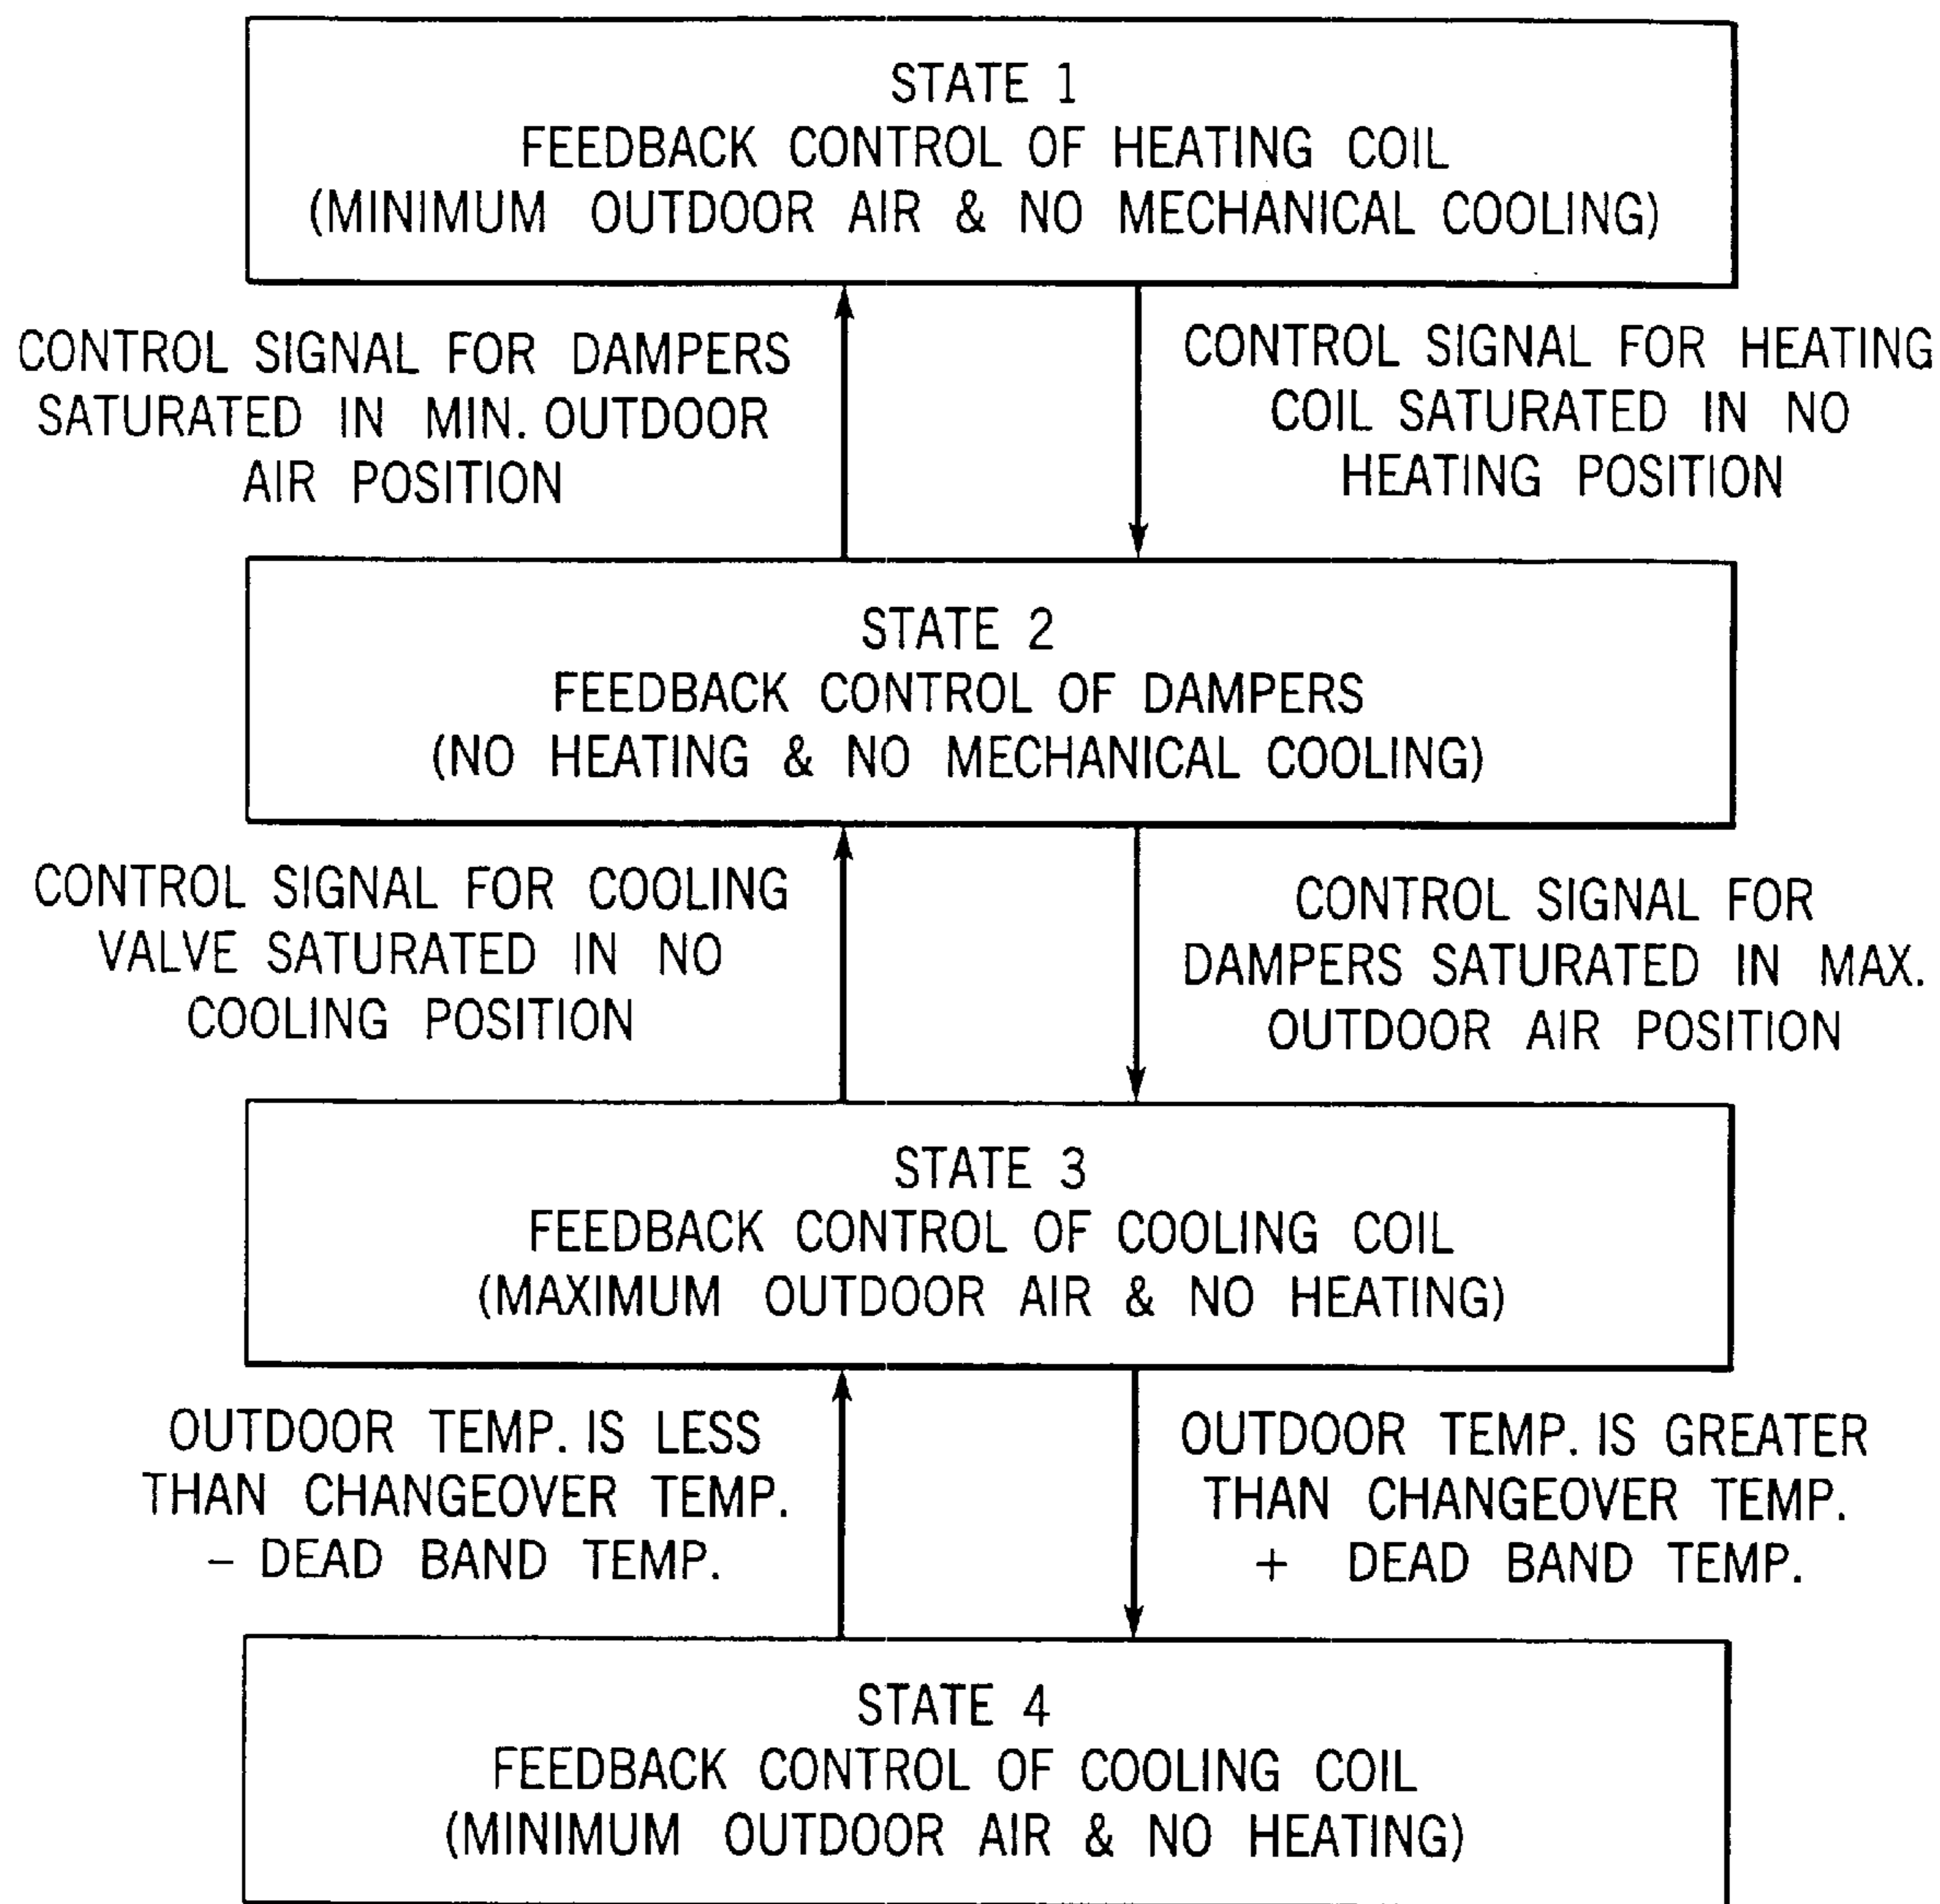 STATE 1
FEEDBACK CONTROL OF HEATING COIL
(MINIMUM OUTDOOR AIR & NO MECHANICAL COOLING)
CONTROL SIGNAL FOR DAMPERS
SATURATED IN MIN. OUTDOOR
AIR POSITION
CONTROL SIGNAL FOR HEATING
COIL SATURATED IN NO
HEATING POSITION
STATE 2
FEEDBACK CONTROL OF DAMPERS
(NO HEATING & NO MECHANICAL COOLING)
CONTROL SIGNAL FOR COOLING
VALVE SATURATED IN NO
COOLING POSITION
CONTROL SIGNAL FOR
DAMPERS SATURATED IN MAX.
OUTDOOR AIR POSITION
STATE 3
FEEDBACK CONTROL OF COOLING COIL
(MAXIMUM OUTDOOR AIR & NO HEATING)
OUTDOOR TEMP. IS LESS
THAN CHANGEOVER TEMP.
– DEAD BAND TEMP.
OUTDOOR TEMP. IS GREATER
THAN CHANGEOVER TEMP.
+ DEAD BAND TEMP.
STATE 4
FEEDBACK CONTROL OF COOLING COIL
(MINIMUM OUTDOOR AIR & NO HEATING)